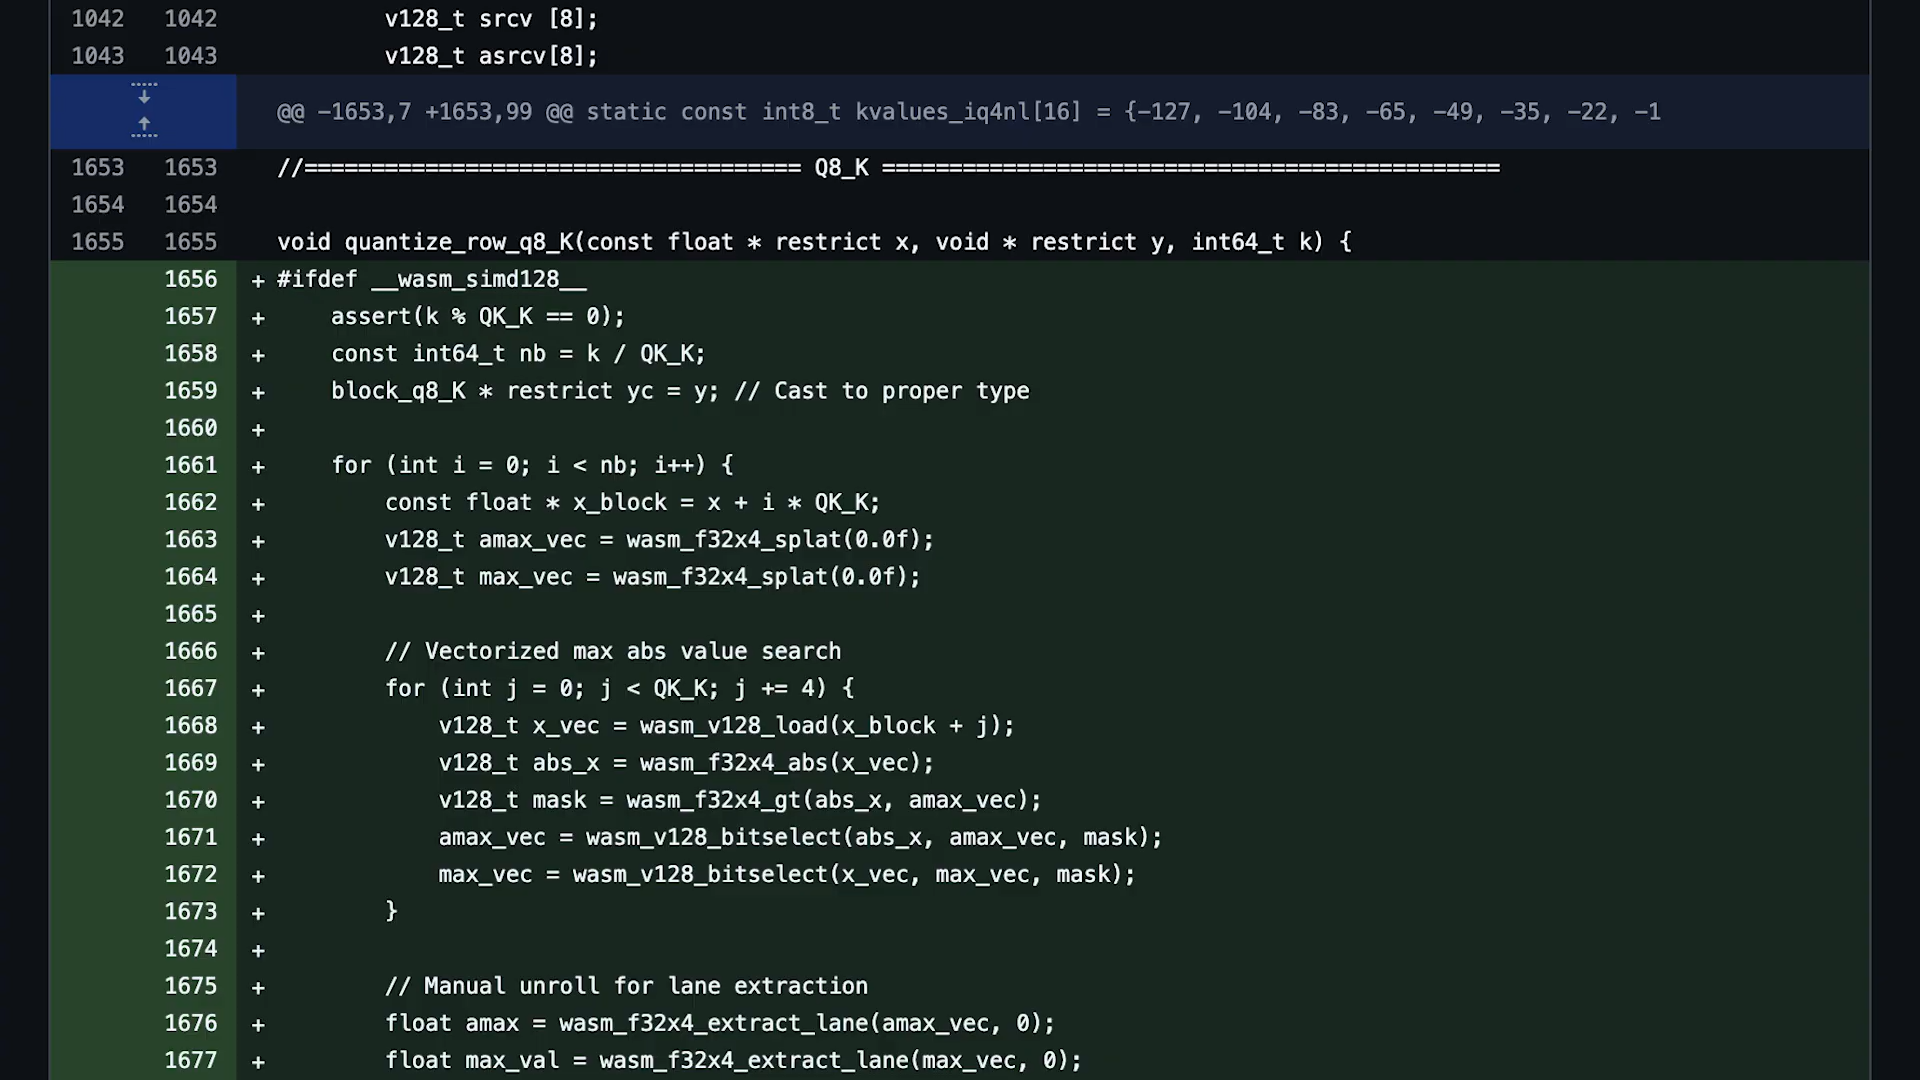 1042 1042 v128_t srcv [8];
1043 1043 v128_t asrcv[8];
@@ -1653,7 +1653,99 @@ static const int8_t kvalues_iq4nl[16] = {-127, -104, -83, -65, -49, -35, -22, -1
1653 1653 //===================================== Q8_K ==============================================
1654 1654
1655 1655 void quantize_row_q8_K(const float * restrict x, void * restrict y, int64_t k) {
1656 + #ifdef __wasm_simd128__
1657 + assert(k % QK_K == 0);
1658 + const int64_t nb = k / QK_K;
1659 + block_q8_K * restrict yc = y; // Cast to proper type
1660 +
1661 + for (int i = 0; i < nb; i++) {
1662 + const float * x_block = x + i * QK_K;
1663 + v128_t amax_vec = wasm_f32x4_splat(0.0f);
1664 + v128_t max_vec = wasm_f32x4_splat(0.0f);
1665 +
1666 + // Vectorized max abs value search
1667 + for (int j = 0; j < QK_K; j += 4) {
1668 + v128_t x_vec = wasm_v128_load(x_block + j);
1669 + v128_t abs_x = wasm_f32x4_abs(x_vec);
1670 + v128_t mask = wasm_f32x4_gt(abs_x, amax_vec);
1671 + amax_vec = wasm_v128_bitselect(abs_x, amax_vec, mask);
1672 + max_vec = wasm_v128_bitselect(x_vec, max_vec, mask);
1673 + }
1674 +
1675 + // Manual unroll for lane extraction
1676 + float amax = wasm_f32x4_extract_lane(amax_vec, 0);
1677 + float max_val = wasm_f32x4_extract_lane(max_vec, 0);